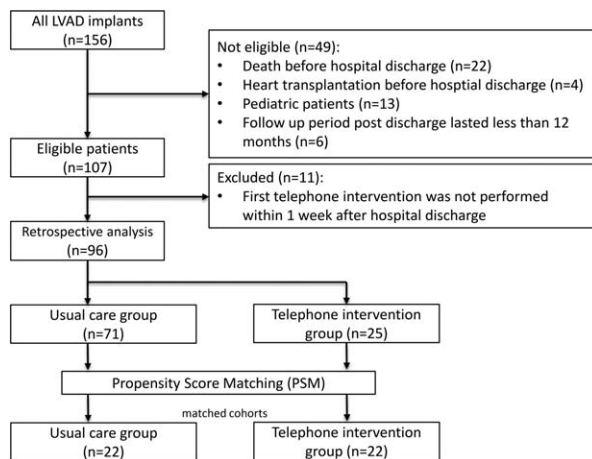 All LVAD implants
(n=156)
Not eligible (n=49):
• Death before hospital discharge (n=22)
• Heart transplantation before hosptial discharge (n=4)
• Pediatric patients (n=13)
• Follow up period post discharge lasted less than 12
months (n=6)
Eligible patients
(n=107)
Excluded (n=11):
• First telephone intervention was not performed
within 1 week after hospital discharge
Retrospective analysis
(n=96)
Usual care group
(n=71)
Telephone intervention
group (n=25)
Propensity Score Matching (PSM)
matched cohorts
Usual care group
(n=22)
Telephone intervention
group (n=22)